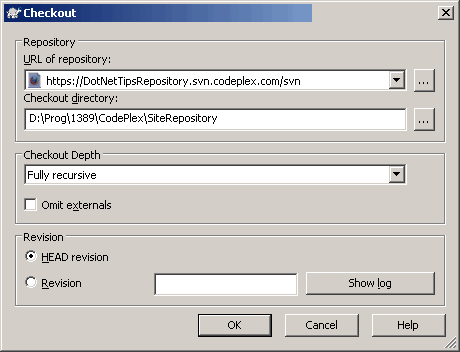 Checkout
Repository
URL of repository:
https://DotNetTipsRepository.svn.codeplex.com/svn
...
Checkout directory:
D:\Prog\1389\CodePlex\SiteRepository
...
Checkout Depth
Fully recursive
Omit externals
Revision
HEAD revision
Revision
Show log
OK Cancel Help